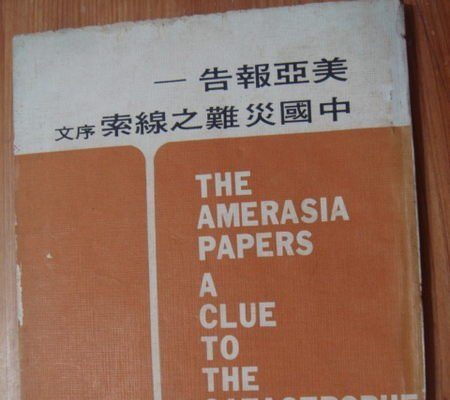 美亞報告—
中國災難之線索 序文
THE
AMERASIA
PAPERS
A
CLUE
TO
THE
CATASTROPHE